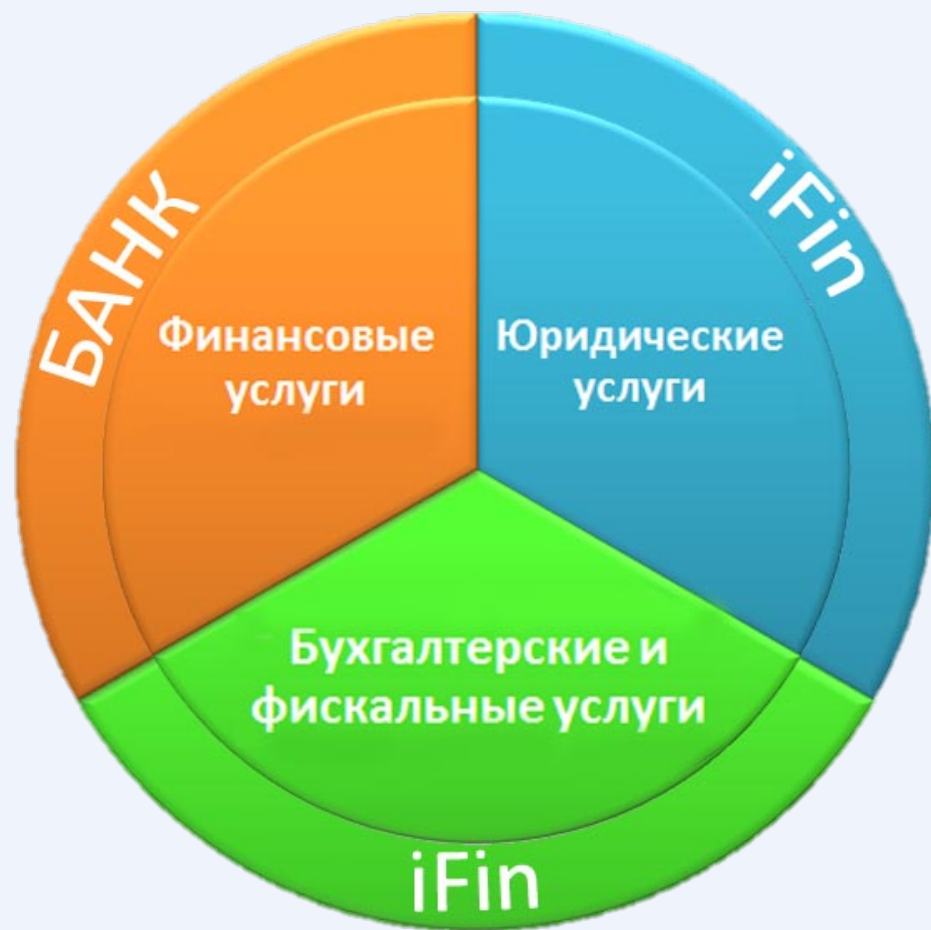 БАНК
iFin
Финансовые
услуги
Юридические
услуги
Бухгалтерские и
фискальные услуги
iFin